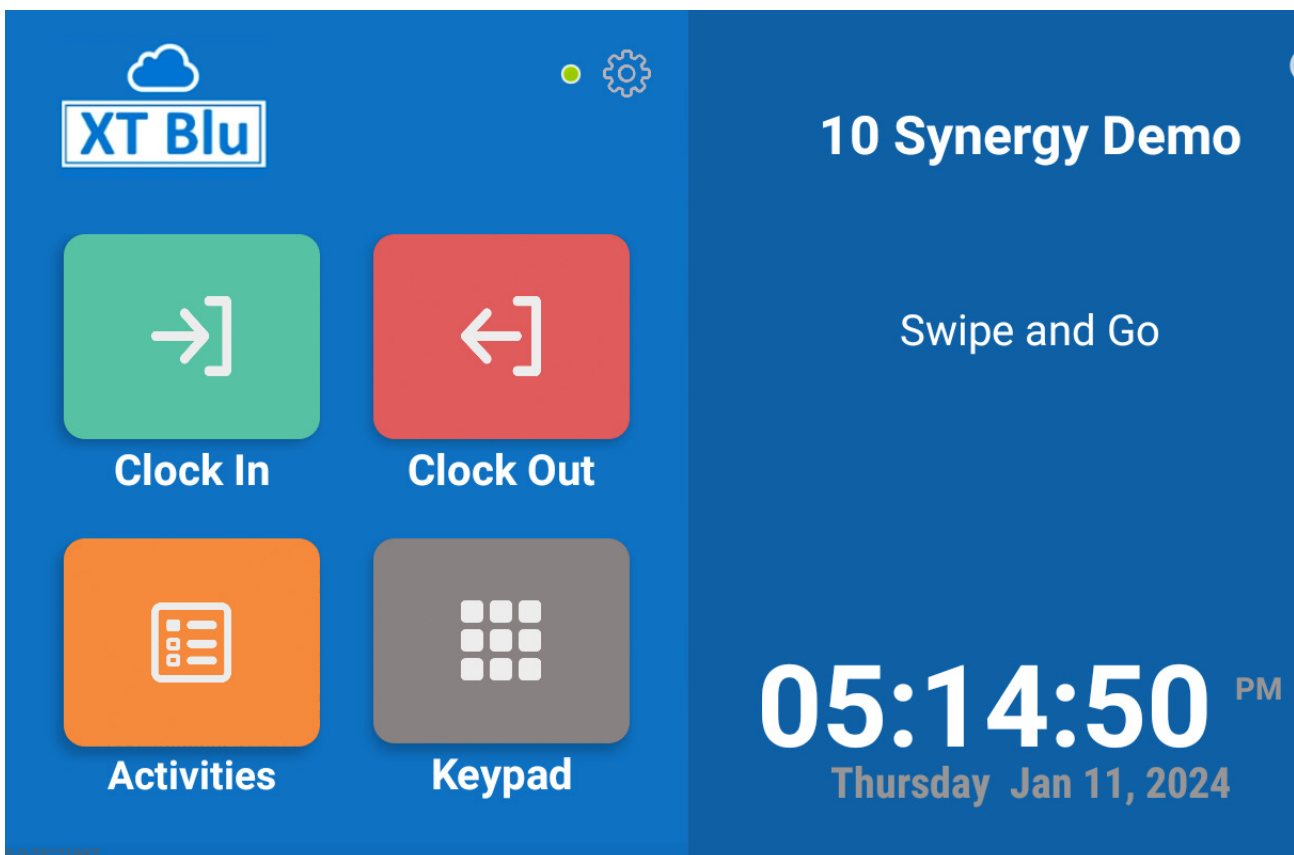 XT Blu
10 Synergy Demo
Swipe and Go
Clock In
Clock Out
Activities
Keypad
05:14:50 PM
Thursday Jan 11, 2024